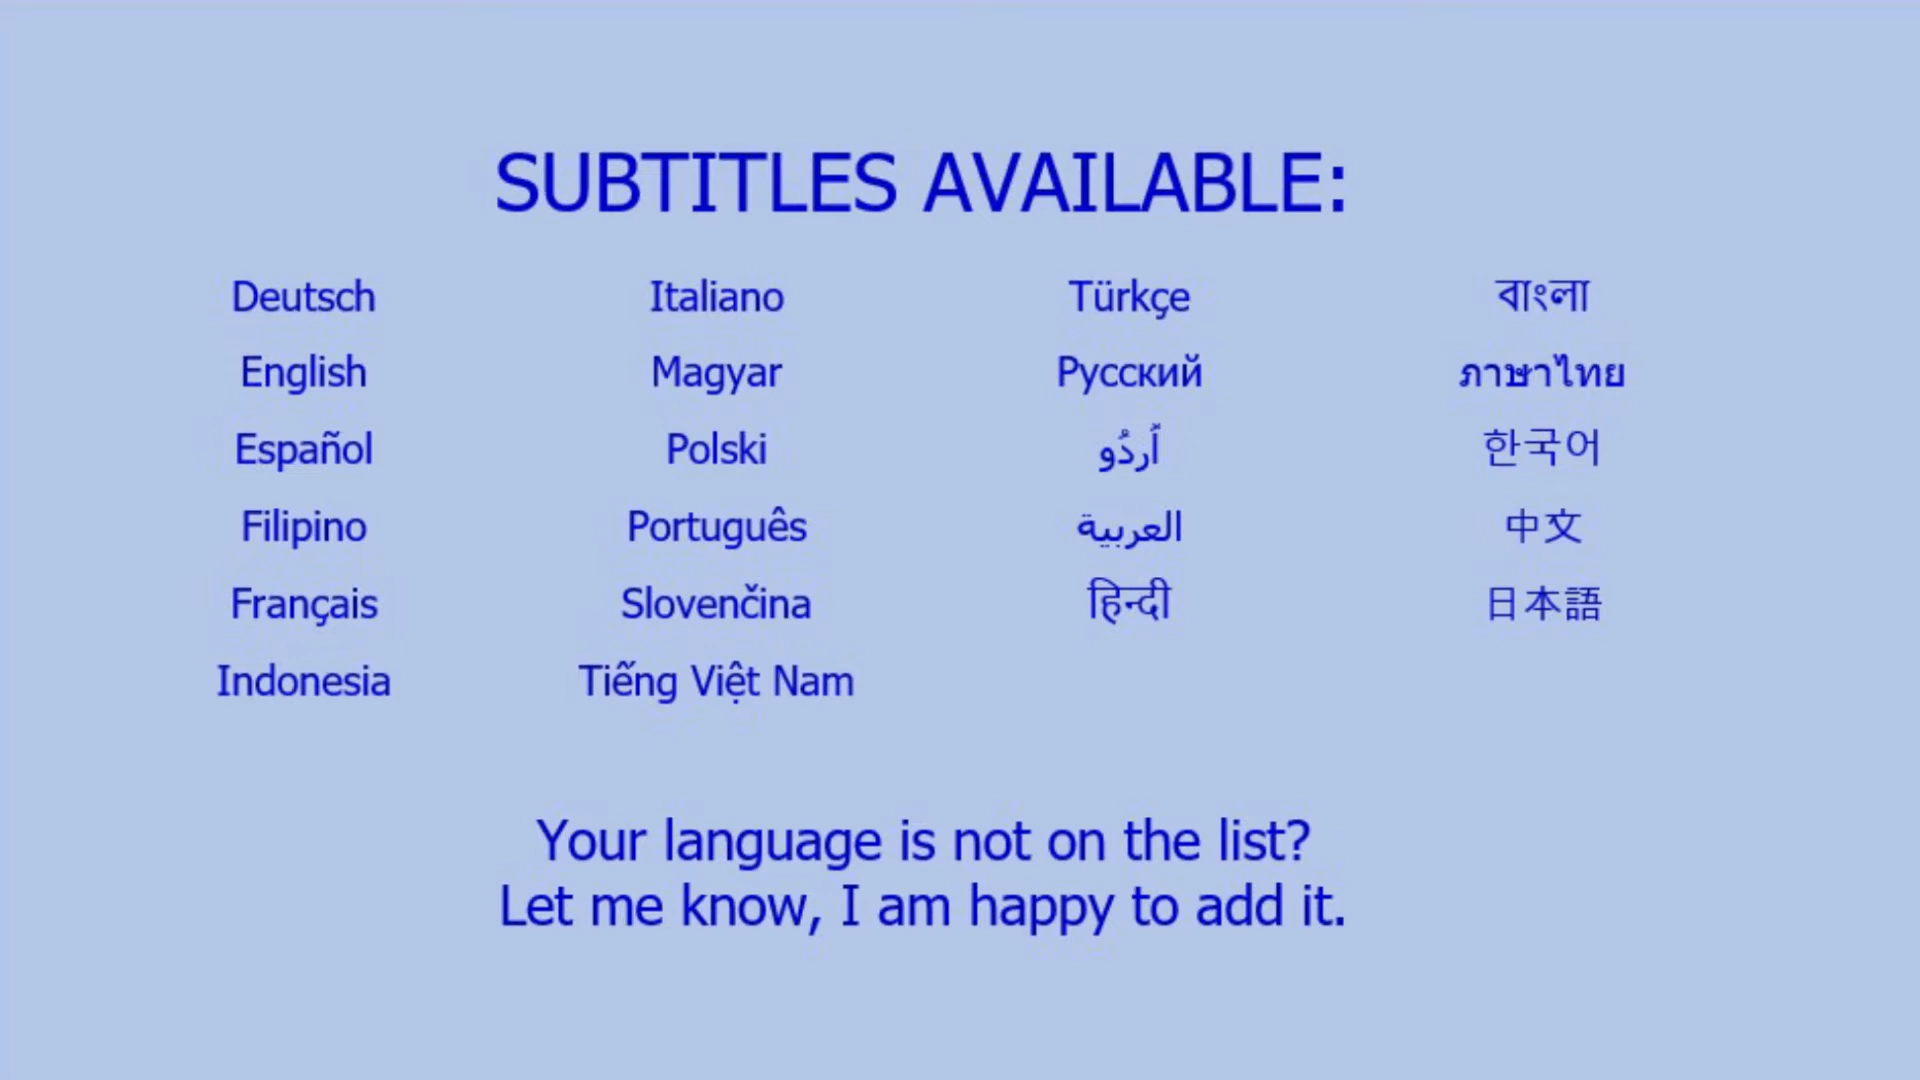 SUBTITLES AVAILABLE:
Deutsch Italiano Türkçe বাংলা
English Magyar Русский ภาษาไทย
Español Polski اُردُو 한국어
Filipino Português العربية 中文
Français Slovenčina हिन्दी 日本語
Indonesia Tiếng Việt Nam
Your language is not on the list?
Let me know, I am happy to add it.